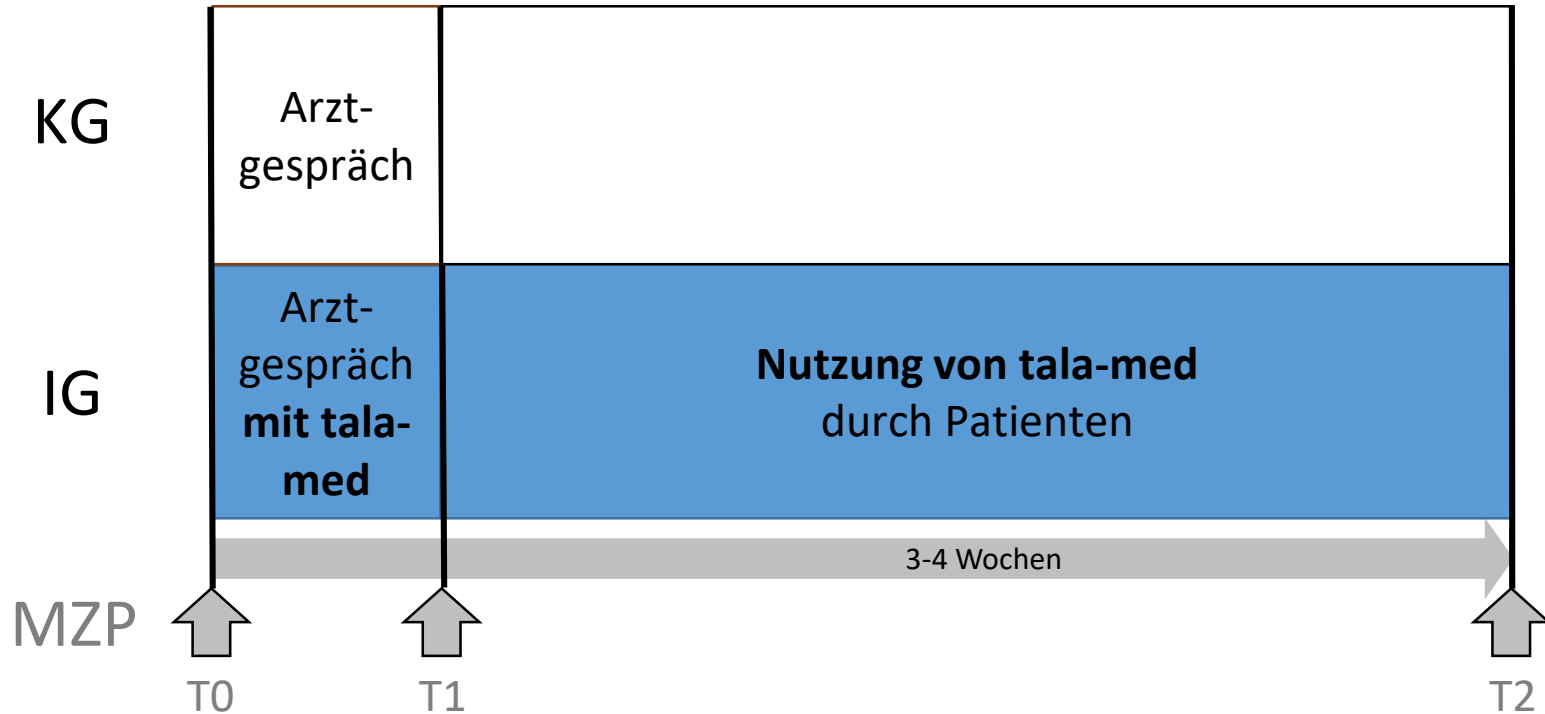 KG
Arzt-
gespräch
IG
Arzt-
gespräch
mit tala-
med
Nutzung von tala-med
durch Patienten
3-4 Wochen
MZP
T0
T1
T2